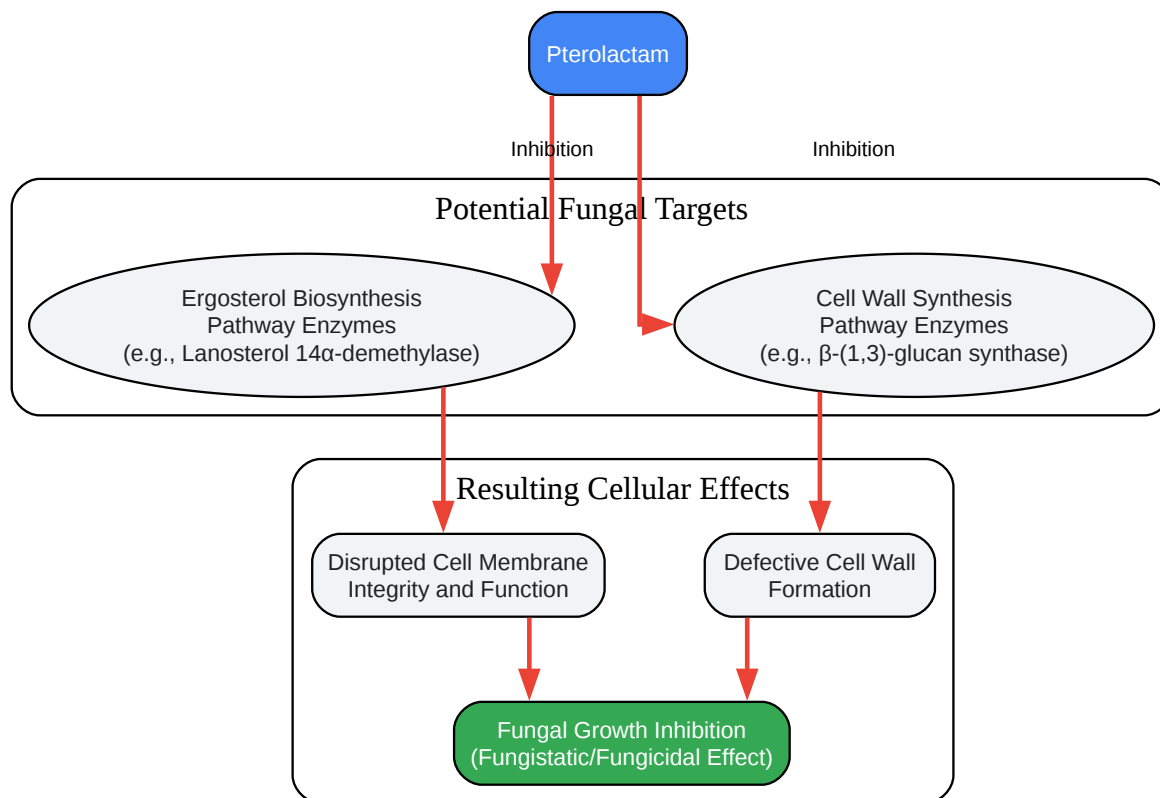 Pterolactam
Inhibition
Inhibition
Potential Fungal Targets
Ergosterol Biosynthesis
Pathway Enzymes
(e.g., Lanosterol 14α-demethylase)
Cell Wall Synthesis
Pathway Enzymes
(e.g., β-(1,3)-glucan synthase)
Resulting Cellular Effects
Disrupted Cell Membrane
Integrity and Function
Defective Cell Wall
Formation
Fungal Growth Inhibition
(Fungistatic/Fungicidal Effect)